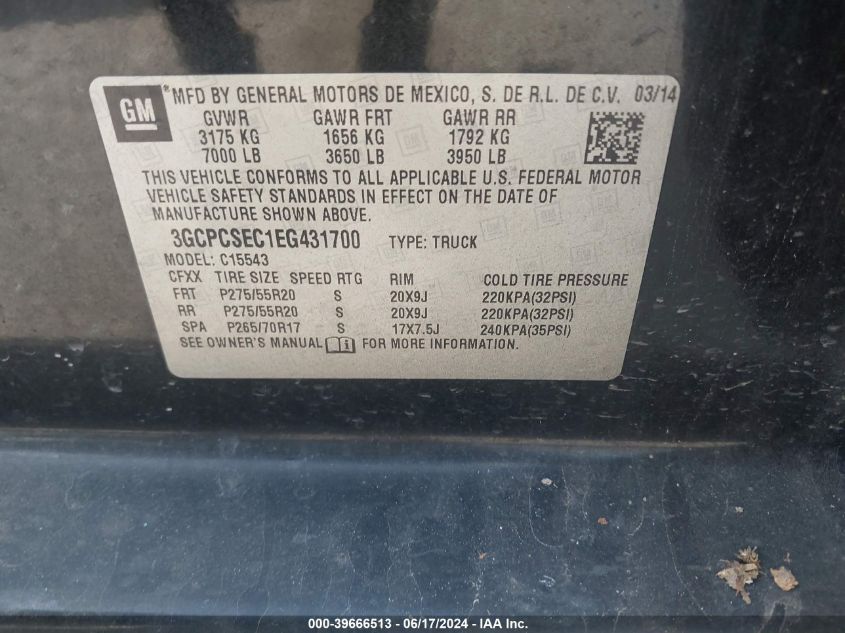 GM
MFD BY GENERAL MOTORS DE MEXICO, S. DE R.L. DE C.V. 03/14
GVWR GAWR FRT GAWR RR
3175 KG 1656 KG 1792 KG
7000 LB 3650 LB 3950 LB
THIS VEHICLE CONFORMS TO ALL APPLICABLE U.S. FEDERAL MOTOR
VEHICLE SAFETY STANDARDS IN EFFECT ON THE DATE OF
MANUFACTURE SHOWN ABOVE.
3GCPCSEC1EG431700 TYPE: TRUCK
MODEL: C15543
CFXX TIRE SIZE SPEED RTG RIM COLD TIRE PRESSURE
FRT P275/55R20 S 20X9J 220KPA(32PSI)
RR P275/55R20 S 20X9J 220KPA(32PSI)
SPA P265/70R17 S 17X7.5J 240KPA(35PSI)
SEE OWNER'S MANUAL FOR MORE INFORMATION.
000-39666513 - 06/17/2024 - IAA Inc.